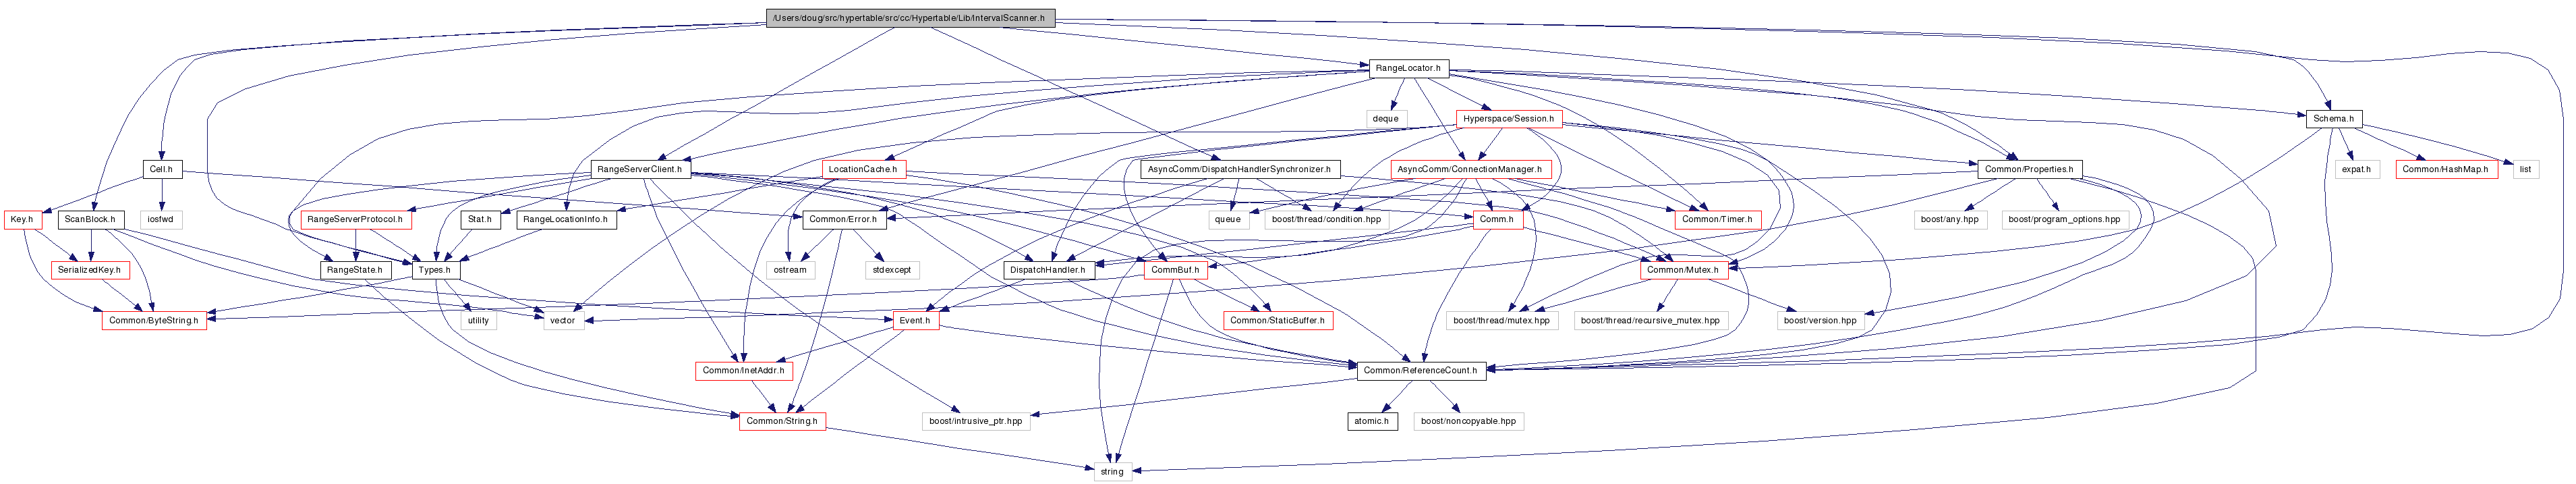 /Users/doug/src/hypertable/src/cc/Hypertable/Lib/IntervalScanner.h
RangeLocator.h
deque
Hyperspace/Session.h
Schema.h
Cell.h
RangeServerClient.h
LocationCache.h
AsyncComm/DispatchHandlerSynchronizer.h
AsyncComm/ConnectionManager.h
Common/Properties.h
expat.h
Common/HashMap.h
list
Key.h
ScanBlock.h
iosfwd
RangeServerProtocol.h
Stat.h
RangeLocationInfo.h
Common/Error.h
queue
boost/thread/condition.hpp
Comm.h
Common/Timer.h
boost/any.hpp
boost/program_options.hpp
SerializedKey.h
RangeState.h
Types.h
ostream
stdexcept
DispatchHandler.h
CommBuf.h
Common/Mutex.h
Common/ByteString.h
utility
vector
Event.h
Common/StaticBuffer.h
boost/thread/mutex.hpp
boost/thread/recursive_mutex.hpp
boost/version.hpp
Common/InetAddr.h
Common/ReferenceCount.h
Common/String.h
boost/intrusive_ptr.hpp
atomic.h
boost/noncopyable.hpp
string